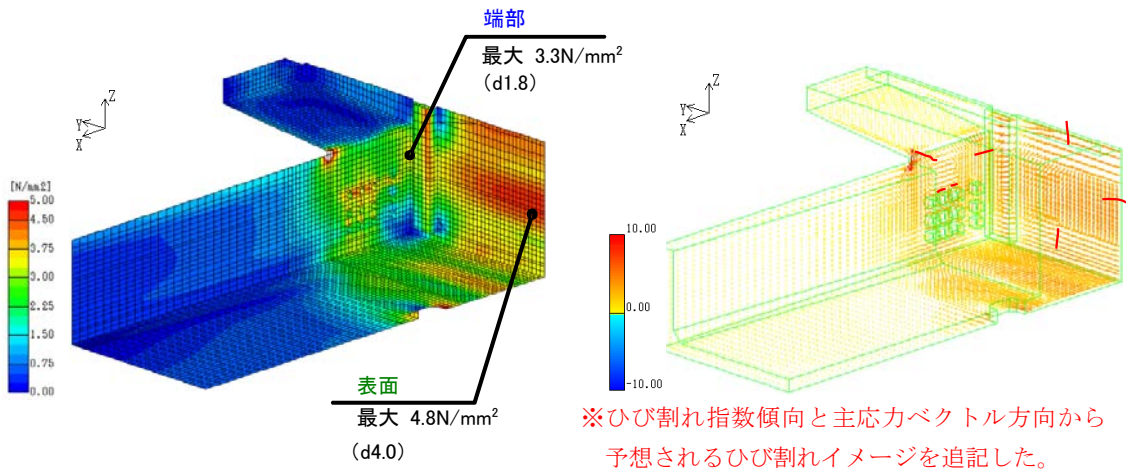 端部
最大 3.3N/mm²
(d1.8)
Z
Y
X
[N/mm2]
5.00
4.50
3.75
3.00
2.25
1.50
0.75
0.00
表面
最大 4.8N/mm²
(d4.0)
Z
Y
X
10.00
0.00
-10.00
※ひび割れ指数傾向と主応力ベクトル方向から
予想されるひび割れイメージを追記した。